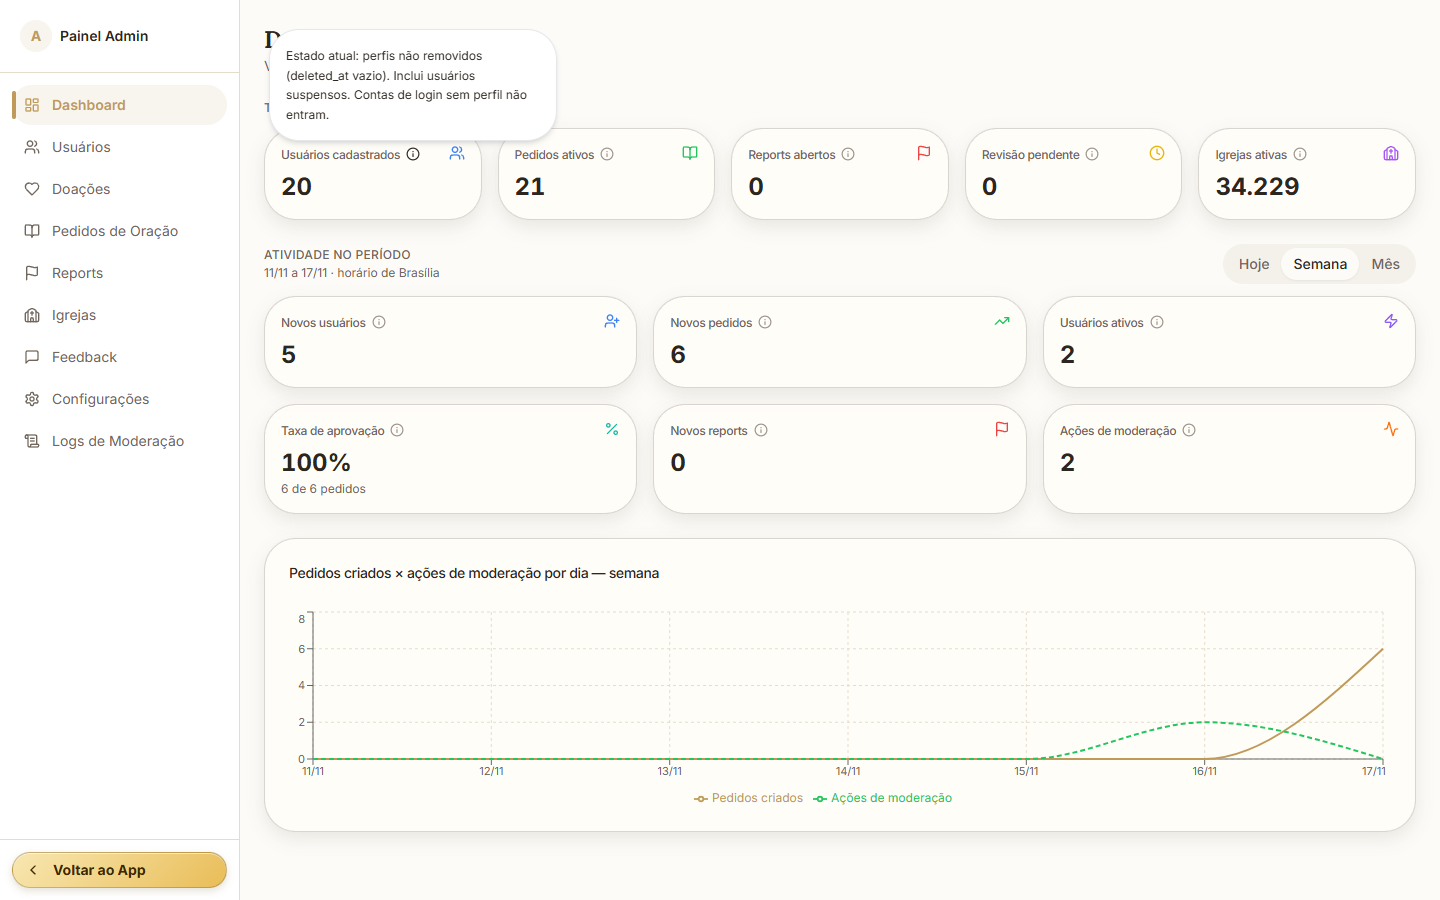 A Painel Admin
Dashboard
Usuários
Doações
Pedidos de Oração
Reports
Igrejas
Feedback
Configurações
Logs de Moderação
Voltar ao App
Estado atual: perfis não removidos
(deleted_at vazio). Inclui usuários
suspensos. Contas de login sem perfil não
entram.
Usuários cadastrados
20
Pedidos ativos
21
Reports abertos
0
Revisão pendente
0
Igrejas ativas
34.229
ATIVIDADE NO PERÍODO
11/11 a 17/11 · horário de Brasília
Hoje Semana Mês
Novos usuários
5
Novos pedidos
6
Usuários ativos
2
Taxa de aprovação
100%
6 de 6 pedidos
Novos reports
0
Ações de moderação
2
Pedidos criados × ações de moderação por dia — semana
8
6
4
2
0
11/11 12/11 13/11 14/11 15/11 16/11 17/11
Pedidos criados Ações de moderação